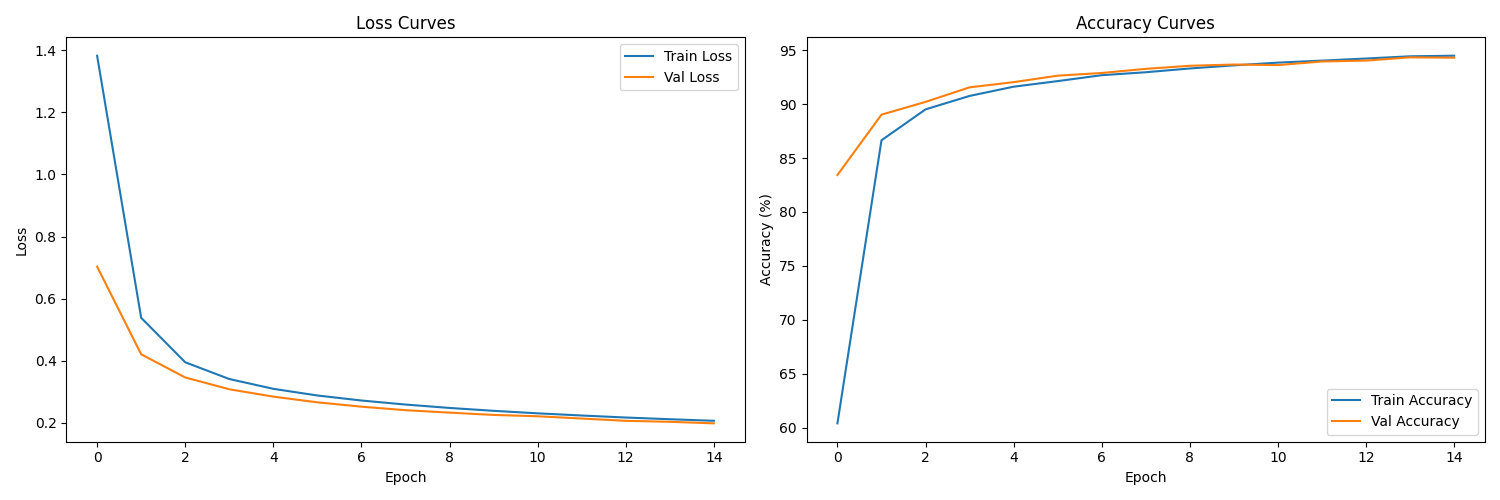 Loss Curves
1.4
1.2
1.0
0.8
0.6
0.4
0.2
Loss
Train Loss
Val Loss
0 2 4 6 8 10 12 14
Epoch
Accuracy Curves
95
90
85
80
75
70
65
60
Accuracy (%)
Train Accuracy
Val Accuracy
0 2 4 6 8 10 12 14
Epoch